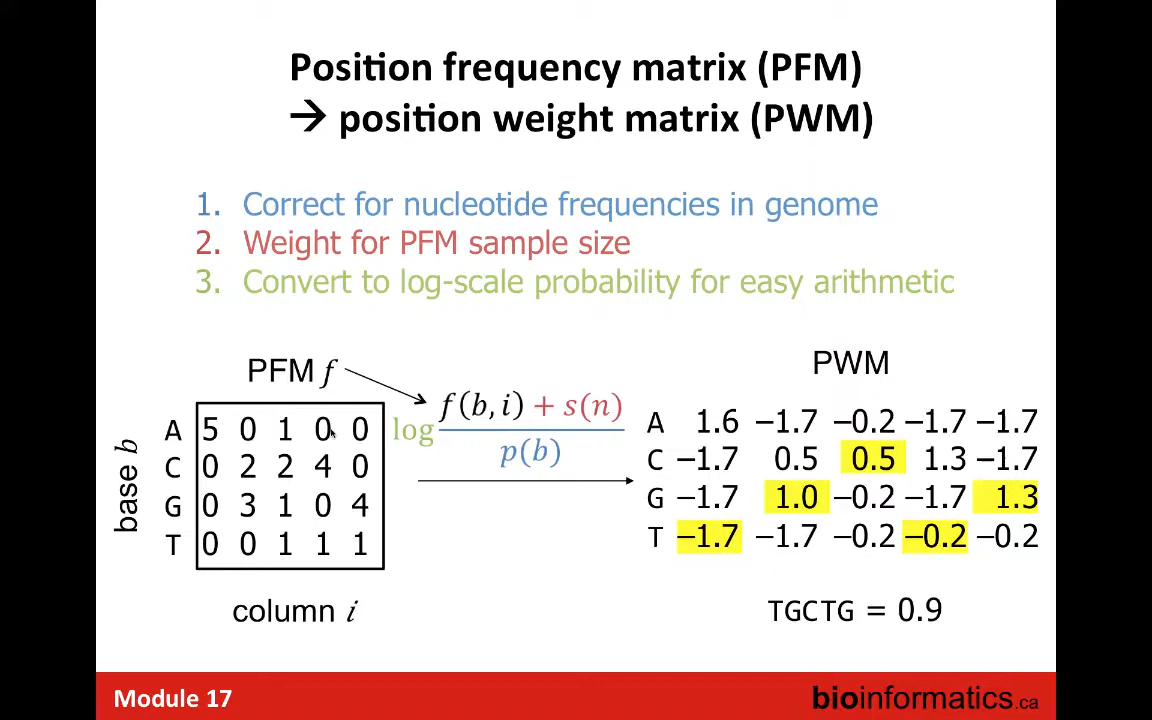 Position frequency matrix (PFM)
→ position weight matrix (PWM)
1. Correct for nucleotide frequencies in genome
2. Weight for PFM sample size
3. Convert to log-scale probability for easy arithmetic
PFM f
base b
A 5 0 1 0 0
C 0 2 2 4 0
G 0 3 1 0 4
T 0 0 1 1 1
column i
log
f(b, i) + s(n)
p(b)
PWM
A 1.6 −1.7 −0.2 −1.7 −1.7
C −1.7 0.5 0.5 1.3 −1.7
G −1.7 1.0 −0.2 −1.7 1.3
T −1.7 −1.7 −0.2 −0.2 −0.2
TGCTG = 0.9
Module 17
bioinformatics.ca